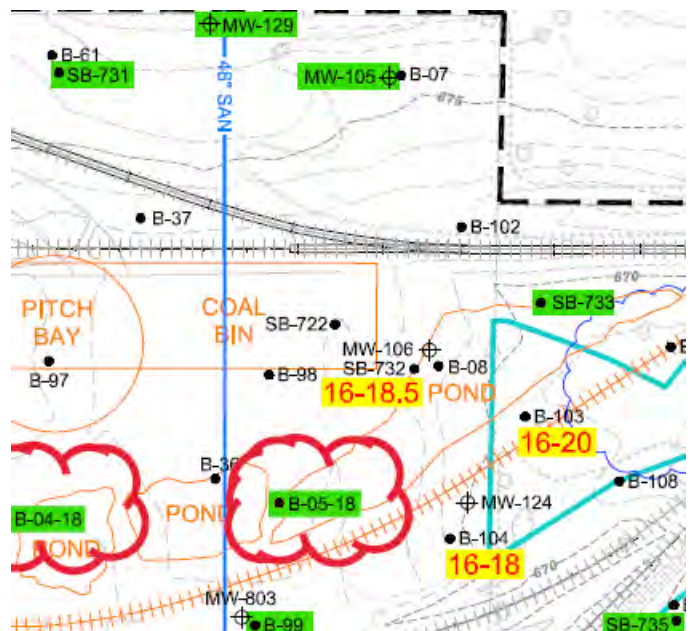 MW-129
B-61
SB-731
MW-105
B-07
48" SAN
675
B-37
B-102
670
PITCH
BAY
COAL
BIN
SB-733
SB-722
MW-106
B-97
B-98
SB-732
B-08
16-18.5
POND
B-103
16-20
B-36
B-108
POND
B-05-18
MW-124
B-04-18
POND
B-104
16-18
670
MW-803
B-99
SB-735